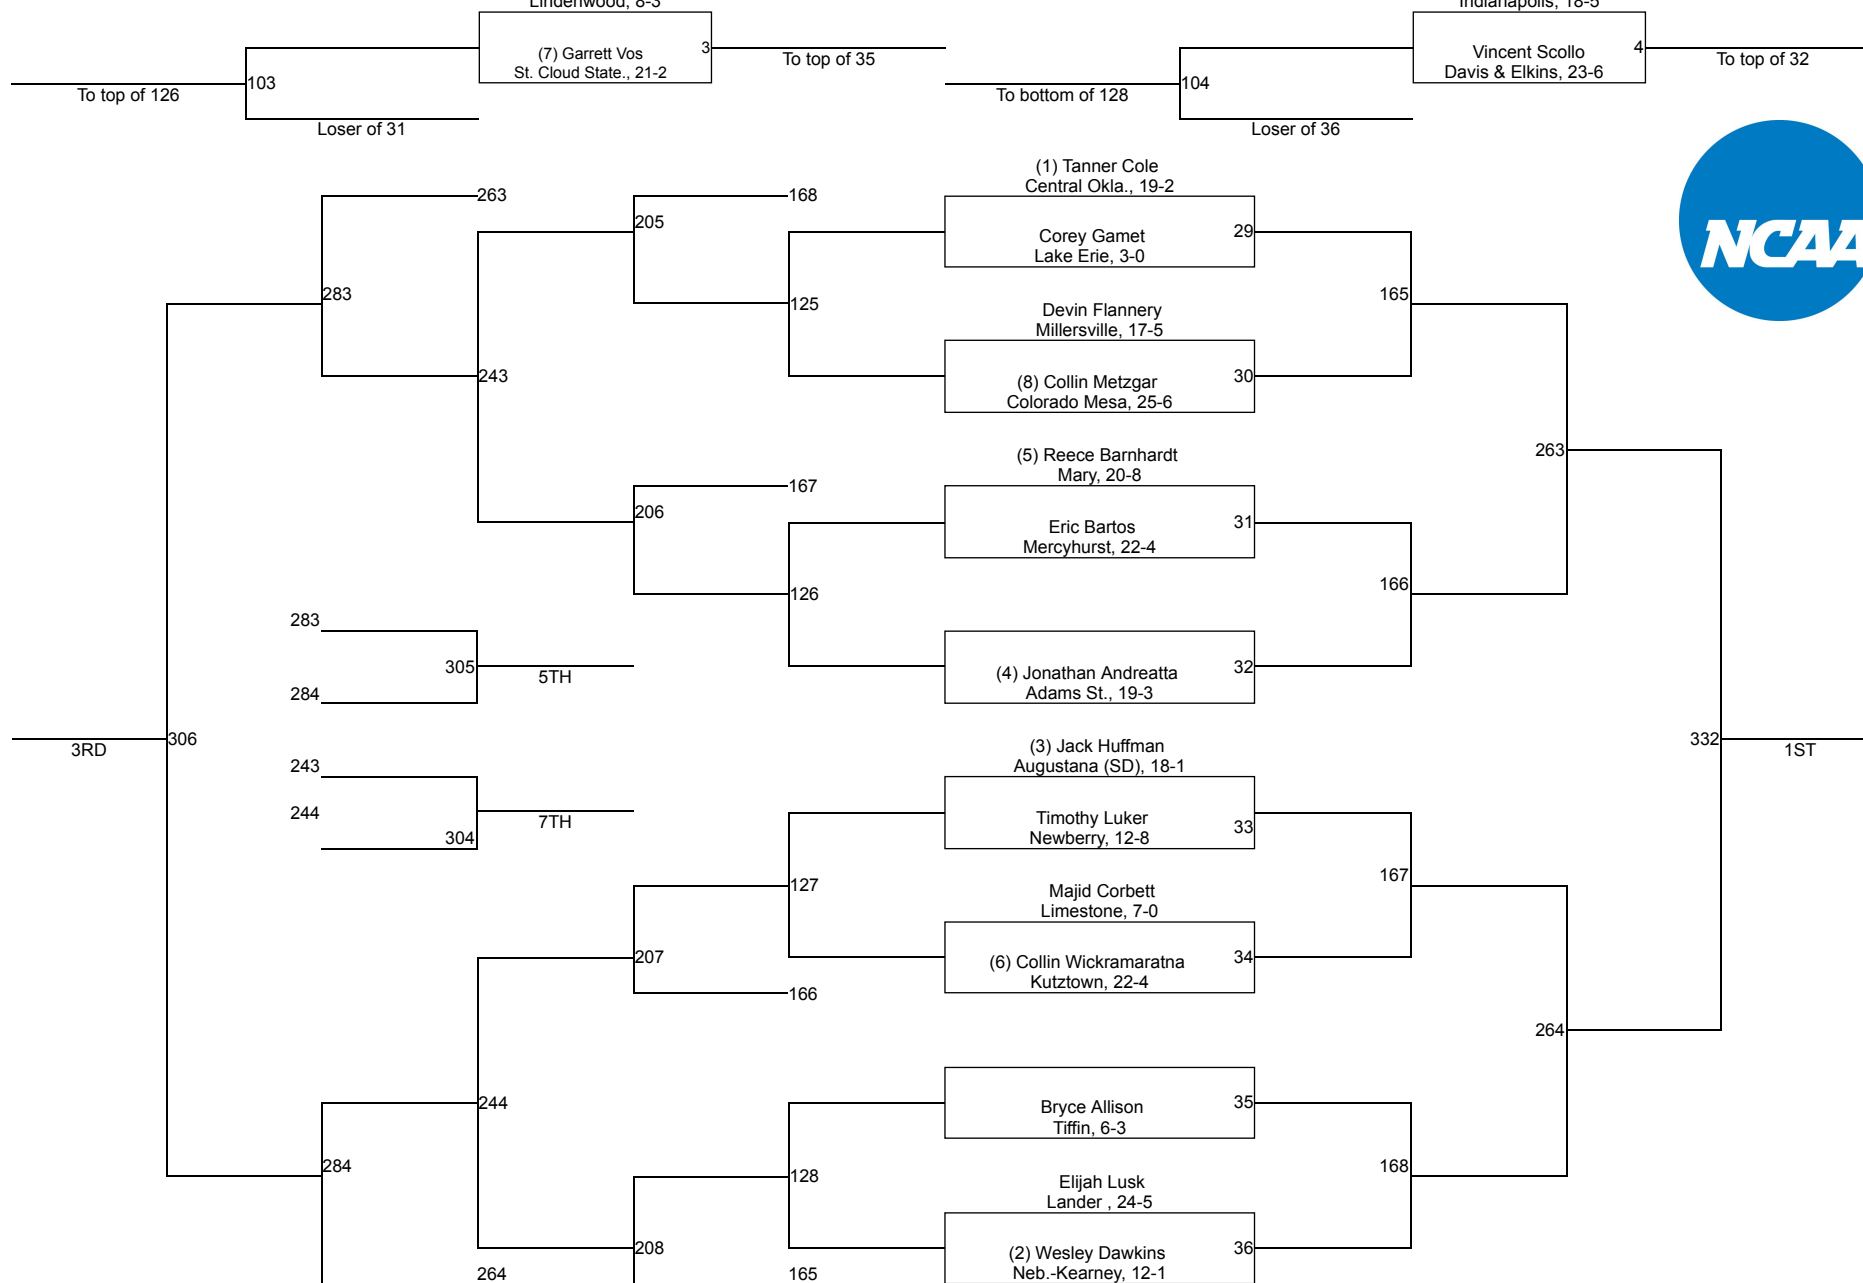 Lindenwood, 8-3
Indianapolis, 18-5
(7) Garrett Vos
St. Cloud State., 21-2
3
To top of 35
Vincent Scollo
Davis & Elkins, 23-6
4
To top of 32
To top of 126
103
Loser of 31
To bottom of 128
104
Loser of 36
NCAA
(1) Tanner Cole
Central Okla., 19-2
263
168
205
Corey Gamet
Lake Erie, 3-0
29
283
125
165
Devin Flannery
Millersville, 17-5
243
(8) Collin Metzgar
Colorado Mesa, 25-6
30
(5) Reece Barnhardt
Mary, 20-8
263
167
206
Eric Bartos
Mercyhurst, 22-4
31
126
166
283
305
5TH
284
(4) Jonathan Andreatta
Adams St., 19-3
32
3RD
306
332
1ST
(3) Jack Huffman
Augustana (SD), 18-1
243
244
304
7TH
Timothy Luker
Newberry, 12-8
33
127
167
Majid Corbett
Limestone, 7-0
207
(6) Collin Wickramaratna
Kutztown, 22-4
34
166
264
244
Bryce Allison
Tiffin, 6-3
35
284
128
168
Elijah Lusk
Lander , 24-5
208
(2) Wesley Dawkins
Neb.-Kearney, 12-1
36
264
165